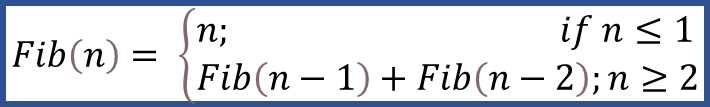 Fib(n) = { n; if n ≤ 1
Fib(n − 1) + Fib(n − 2); n ≥ 2